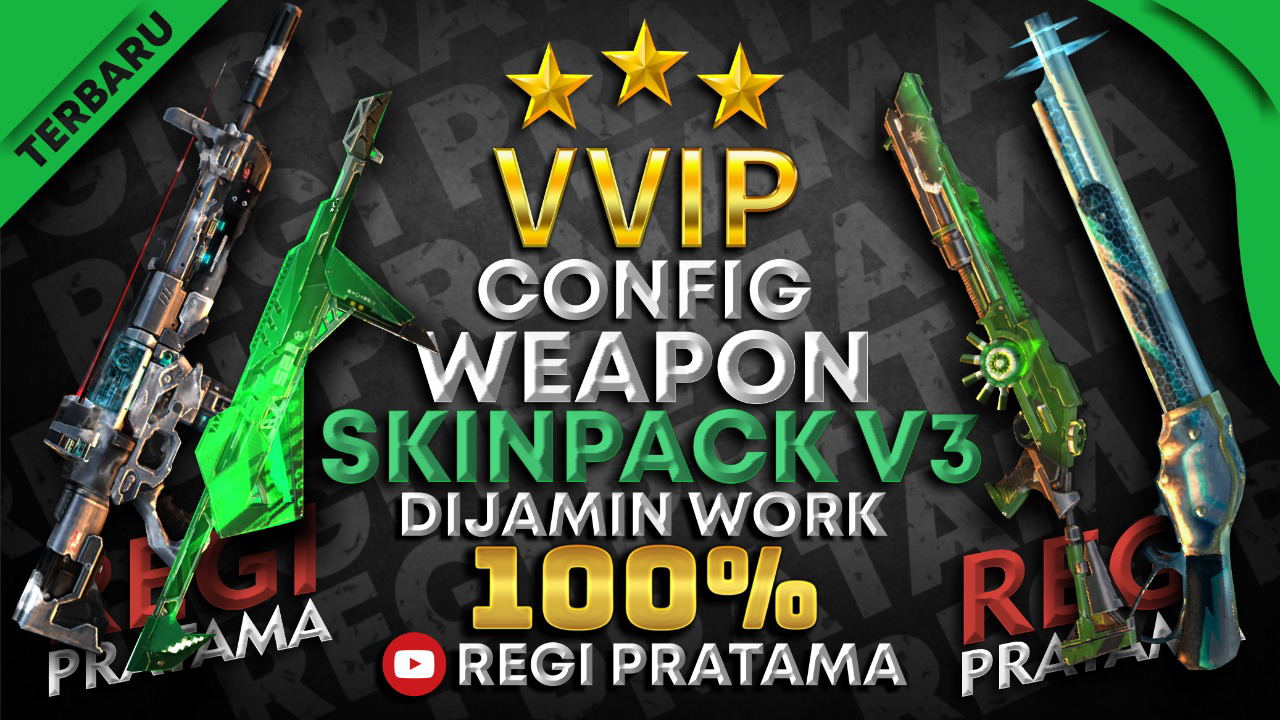 TERBARU
VVIP
CONFIG
WEAPON
SKINPACK V3
DIJAMIN WORK
100%
REGI PRATAMA
REGI
PRATAMA
REGI
PRATAMA